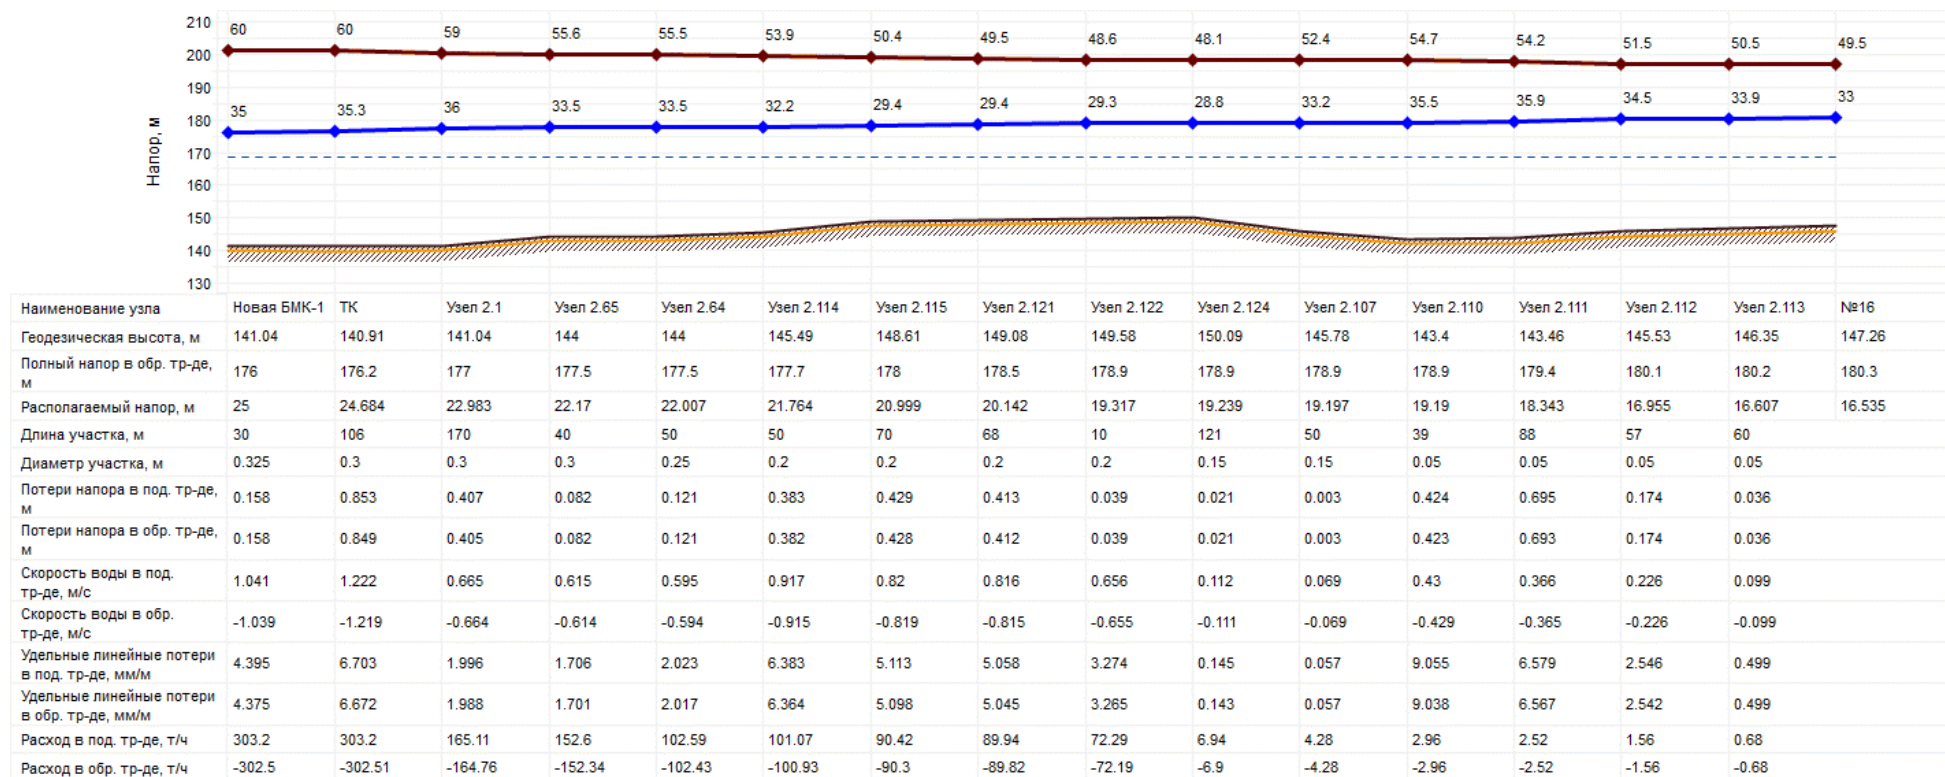 210
200
190
180
170
160
150
140
130
Напор, м
60 60 59 55.6 55.5 53.9 50.4 49.5 48.6 48.1 52.4 54.7 54.2 51.5 50.5 49.5
35 35.3 36 33.5 33.5 32.2 29.4 29.4 29.3 28.8 33.2 35.5 35.9 34.5 33.9 33
Наименование узла Новая БМК-1 ТК Узел 2.1 Узел 2.65 Узел 2.64 Узел 2.114 Узел 2.115 Узел 2.121 Узел 2.122 Узел 2.124 Узел 2.107 Узел 2.110 Узел 2.111 Узел 2.112 Узел 2.113 №16
Геодезическая высота, м 141.04 140.91 141.04 144 144 145.49 148.61 149.08 149.58 150.09 145.78 143.4 143.46 145.53 146.35 147.26
Полный напор в обр. тр-де,
м 176 176.2 177 177.5 177.5 177.7 178 178.5 178.9 178.9 178.9 178.9 179.4 180.1 180.2 180.3
Располагаемый напор, м 25 24.684 22.983 22.17 22.007 21.764 20.999 20.142 19.317 19.239 19.197 19.19 18.343 16.955 16.607 16.535
Длина участка, м 30 106 170 40 50 50 70 68 10 121 50 39 88 57 60
Диаметр участка, м 0.325 0.3 0.3 0.3 0.25 0.2 0.2 0.2 0.2 0.15 0.15 0.05 0.05 0.05 0.05
Потери напора в под. тр-де,
м 0.158 0.853 0.407 0.082 0.121 0.383 0.429 0.413 0.039 0.021 0.003 0.424 0.695 0.174 0.036
Потери напора в обр. тр-де,
м 0.158 0.849 0.405 0.082 0.121 0.382 0.428 0.412 0.039 0.021 0.003 0.423 0.693 0.174 0.036
Скорость воды в под.
тр-де, м/с 1.041 1.222 0.665 0.615 0.595 0.917 0.82 0.816 0.656 0.112 0.069 0.43 0.366 0.226 0.099
Скорость воды в обр.
тр-де, м/с -1.039 -1.219 -0.664 -0.614 -0.594 -0.915 -0.819 -0.815 -0.655 -0.111 -0.069 -0.429 -0.365 -0.226 -0.099
Удельные линейные потери
в под. тр-де, мм/м 4.395 6.703 1.996 1.706 2.023 6.383 5.113 5.058 3.274 0.145 0.057 9.055 6.579 2.546 0.499
Удельные линейные потери
в обр. тр-де, мм/м 4.375 6.672 1.988 1.701 2.017 6.364 5.098 5.045 3.265 0.143 0.057 9.038 6.567 2.542 0.499
Расход в под. тр-де, т/ч 303.2 303.2 165.11 152.6 102.59 101.07 90.42 89.94 72.29 6.94 4.28 2.96 2.52 1.56 0.68
Расход в обр. тр-де, т/ч -302.5 -302.51 -164.76 -152.34 -102.43 -100.93 -90.3 -89.82 -72.19 -6.9 -4.28 -2.96 -2.52 -1.56 -0.68